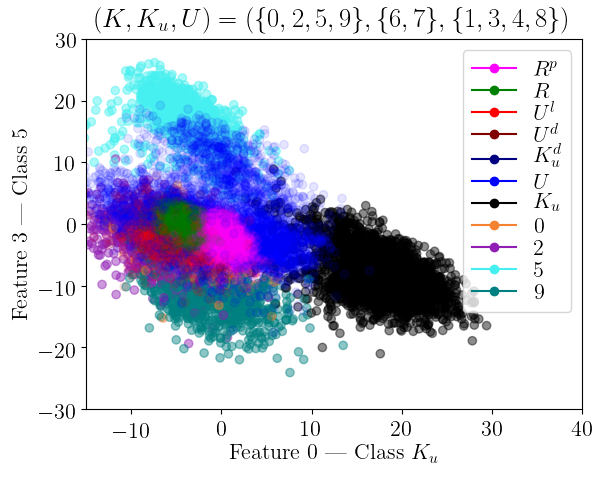 (K, K_u, U) = ({0, 2, 5, 9}, {6, 7}, {1, 3, 4, 8})
30
20
10
0
−10
−20
−30
Feature 3 — Class 5
R^p
R
U^l
U^d
K_u^d
U
K_u
0
2
5
9
−10 0 10 20 30 40
Feature 0 — Class K_u